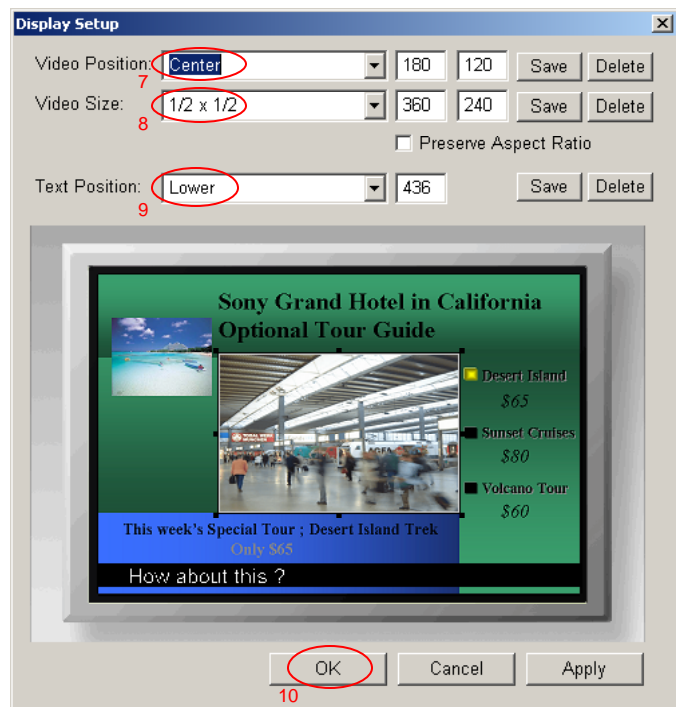 Display Setup
Video Position: Center 180 120 Save Delete
7
Video Size: 1/2 x 1/2 360 240 Save Delete
8
Preserve Aspect Ratio
Text Position: Lower 436 Save Delete
9
Sony Grand Hotel in California
Optional Tour Guide
Desert Island
$65
Sunset Cruises
$80
Volcano Tour
$60
This week's Special Tour ; Desert Island Trek
Only $65
How about this ?
OK Cancel Apply
10